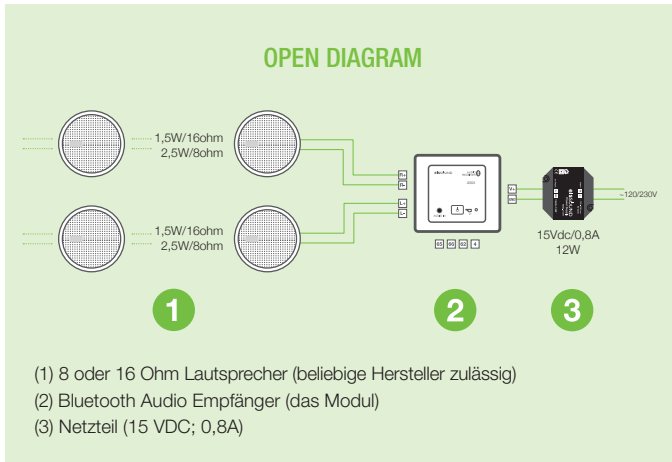 OPEN DIAGRAM
1,5W/16ohm
2,5W/8ohm
R+
R-
L+
L-
V+
~120/230V
1,5W/16ohm
2,5W/8ohm
15Vdc/0,8A
12W
1
2
3
(1) 8 oder 16 Ohm Lautsprecher (beliebige Hersteller zulässig)
(2) Bluetooth Audio Empfänger (das Modul)
(3) Netzteil (15 VDC; 0,8A)